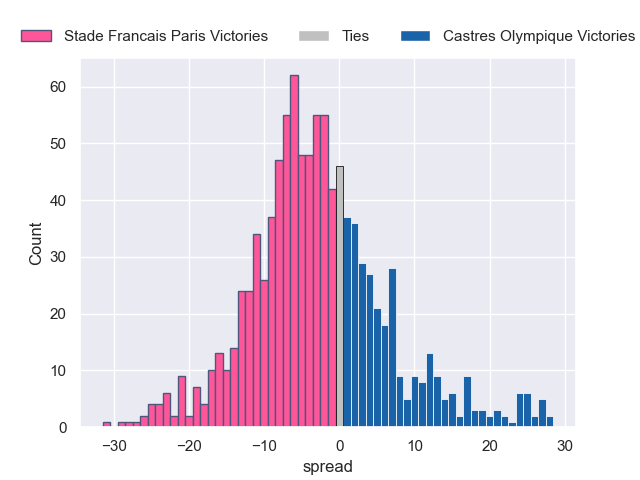 Stade Francais Paris Victories Ties Castres Olympique Victories
60
50
40
30
20
10
0
Count
−30 −20 −10 0 10 20 30
spread